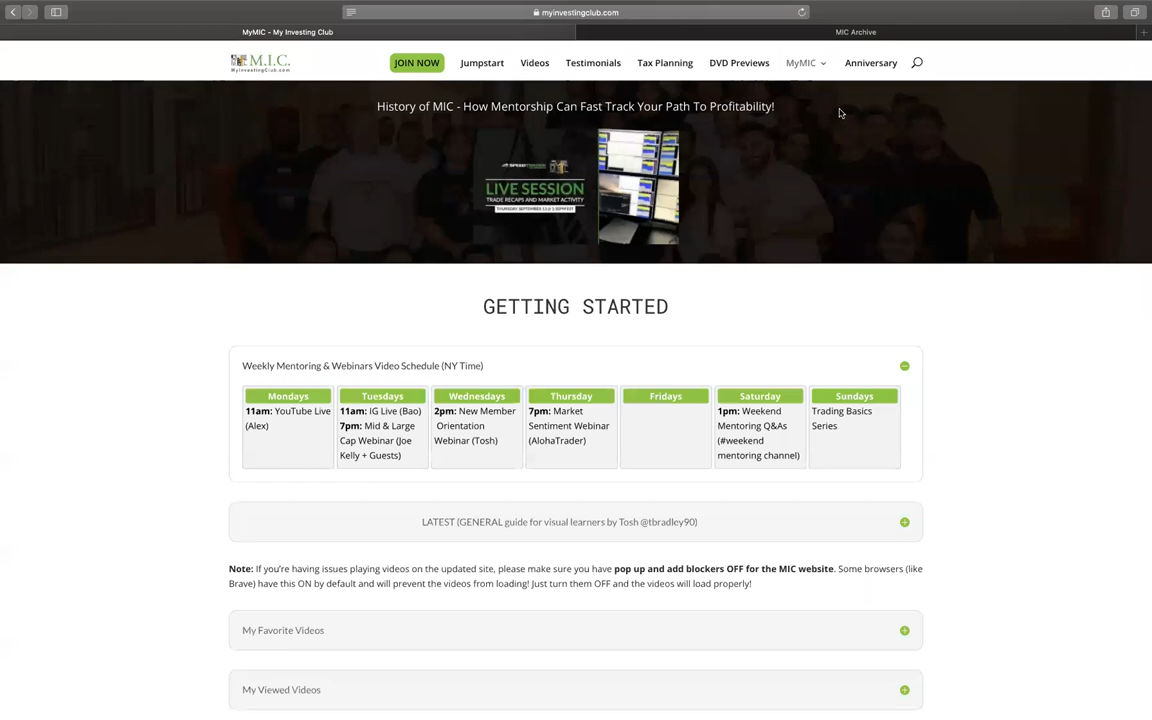 myinvestingclub.com
MyMIC - My Investing Club
MIC Archive
M.I.C.
MyInvestingClub.com
JOIN NOW
Jumpstart
Videos
Testimonials
Tax Planning
DVD Previews
MyMIC
Anniversary
History of MIC - How Mentorship Can Fast Track Your Path To Profitability!
SPEEDTRADER
LIVE SESSION
TRADE RECAPS AND MARKET ACTIVITY
GETTING STARTED
Weekly Mentoring & Webinars Video Schedule (NY Time)
Mondays
11am: YouTube Live
(Alex)
Tuesdays
11am: IG Live (Bao)
7pm: Mid & Large
Cap Webinar (Joe
Kelly + Guests)
Wednesdays
2pm: New Member
Orientation
Webinar (Tosh)
Thursday
7pm: Market
Sentiment Webinar
(AlohaTrader)
Fridays
Saturday
1pm: Weekend
Mentoring Q&As
(#weekend
mentoring channel)
Sundays
Trading Basics
Series
LATEST (GENERAL guide for visual learners by Tosh @tbradley90)
Note: If you're having issues playing videos on the updated site, please make sure you have pop up and add blockers OFF for the MIC website. Some browsers (like
Brave) have this ON by default and will prevent the videos from loading! Just turn them OFF and the videos will load properly!
My Favorite Videos
My Viewed Videos